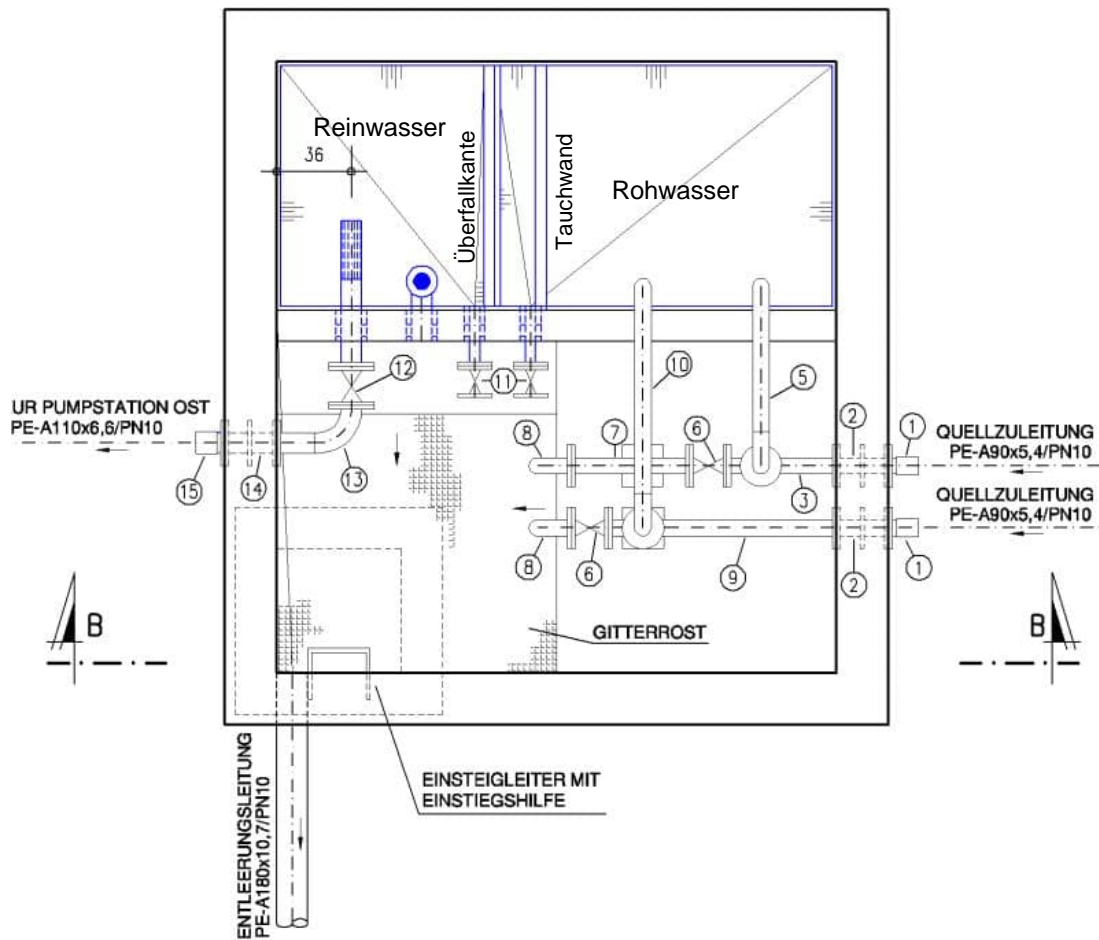 Reinwasser
36
Überfallkante
Tauchwand
Rohwasser
12
11
10
5
UR PUMPSTATION OST
PE-A110x6,6/PN10
15
14
13
8
7
6
3
2
1
QUELLZULEITUNG
PE-A90x5,4/PN10
QUELLZULEITUNG
PE-A90x5,4/PN10
8
6
9
2
1
B
B
GITTERROST
EINSTEIGLEITER MIT
EINSTIEGSHILFE
ENTLEERUNGSLEITUNG
PE-A180x10,7/PN10